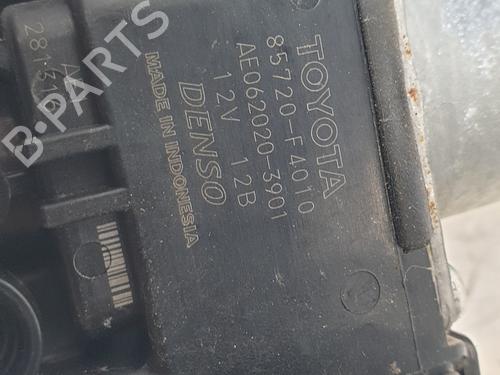 TOYOTA
85720-F4010
AE062020-3901
12V 12B
DENSO
MADE IN INDONESIA
B-PARTS